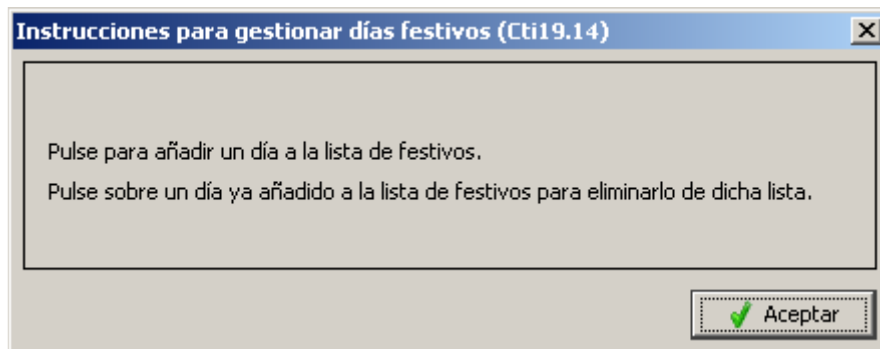 Instrucciones para gestionar días festivos (Cti19.14)
Pulse para añadir un día a la lista de festivos.
Pulse sobre un día ya añadido a la lista de festivos para eliminarlo de dicha lista.
Aceptar